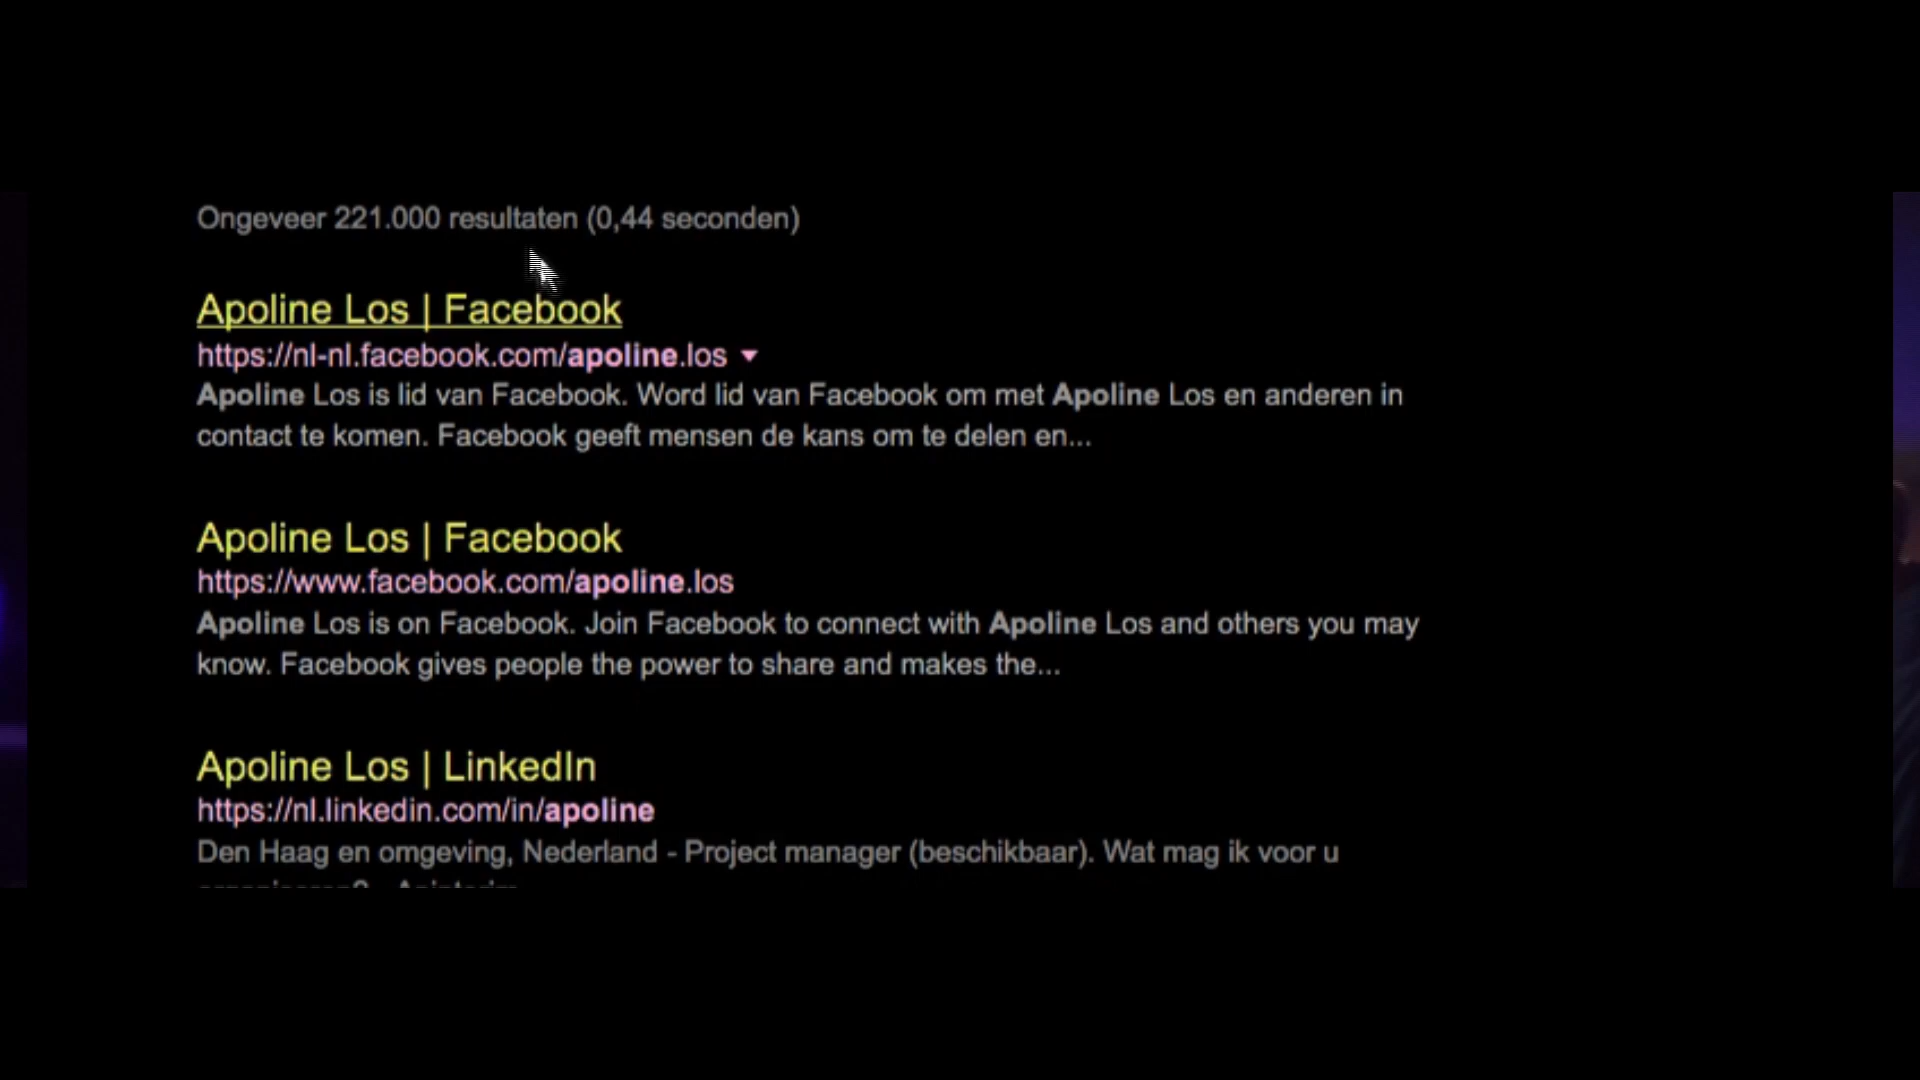 Ongeveer 221.000 resultaten (0,44 seconden)
Apoline Los | Facebook
https://nl-nl.facebook.com/apoline.los
Apoline Los is lid van Facebook. Word lid van Facebook om met Apoline Los en anderen in
contact te komen. Facebook geeft mensen de kans om te delen en...
Apoline Los | Facebook
https://www.facebook.com/apoline.los
Apoline Los is on Facebook. Join Facebook to connect with Apoline Los and others you may
know. Facebook gives people the power to share and makes the...
Apoline Los | LinkedIn
https://nl.linkedin.com/in/apoline
Den Haag en omgeving, Nederland - Project manager (beschikbaar). Wat mag ik voor u